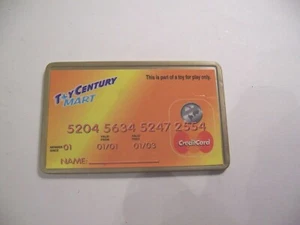 This is part of a toy for play only.
TOY CENTURY
MART
5204 5634 5247 2554
01 01/01 01/03
CreditCard
NAME: